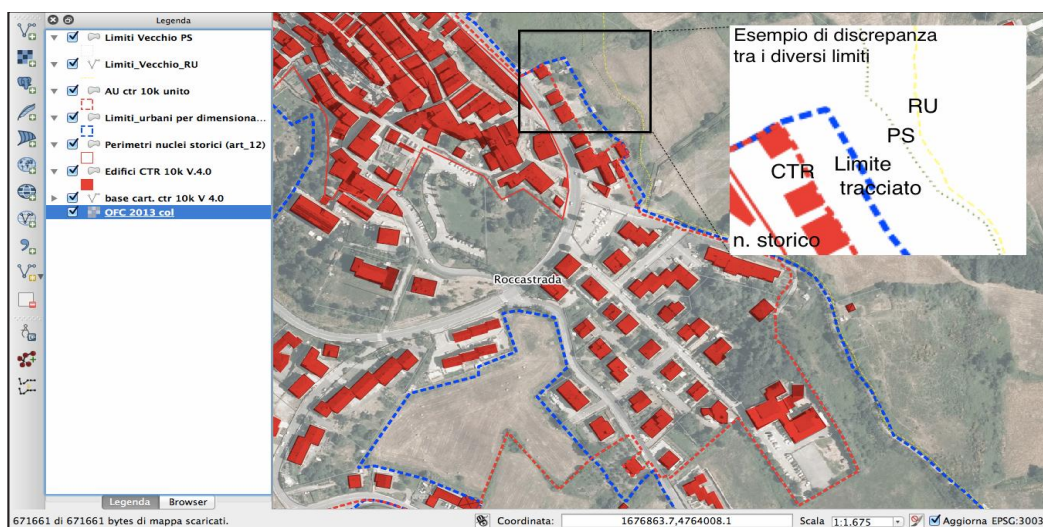 Legenda
Limiti Vecchio PS
Limiti_Vecchio_RU
AU ctr 10k unito
Limiti_urbani per dimensiona...
Perimetri nuclei storici (art_12)
Edifici CTR 10k V.4.0
base cart. ctr 10k V 4.0
OFC 2013 col
Legenda Browser
Roccastrada
Esempio di discrepanza
tra i diversi limiti
RU
PS
CTR
Limite
tracciato
n. storico
671661 di 671661 bytes di mappa scaricati.
Coordinata: 1676863.7,4764008.1 Scala 1:1.675 Aggiorna EPSG:3003